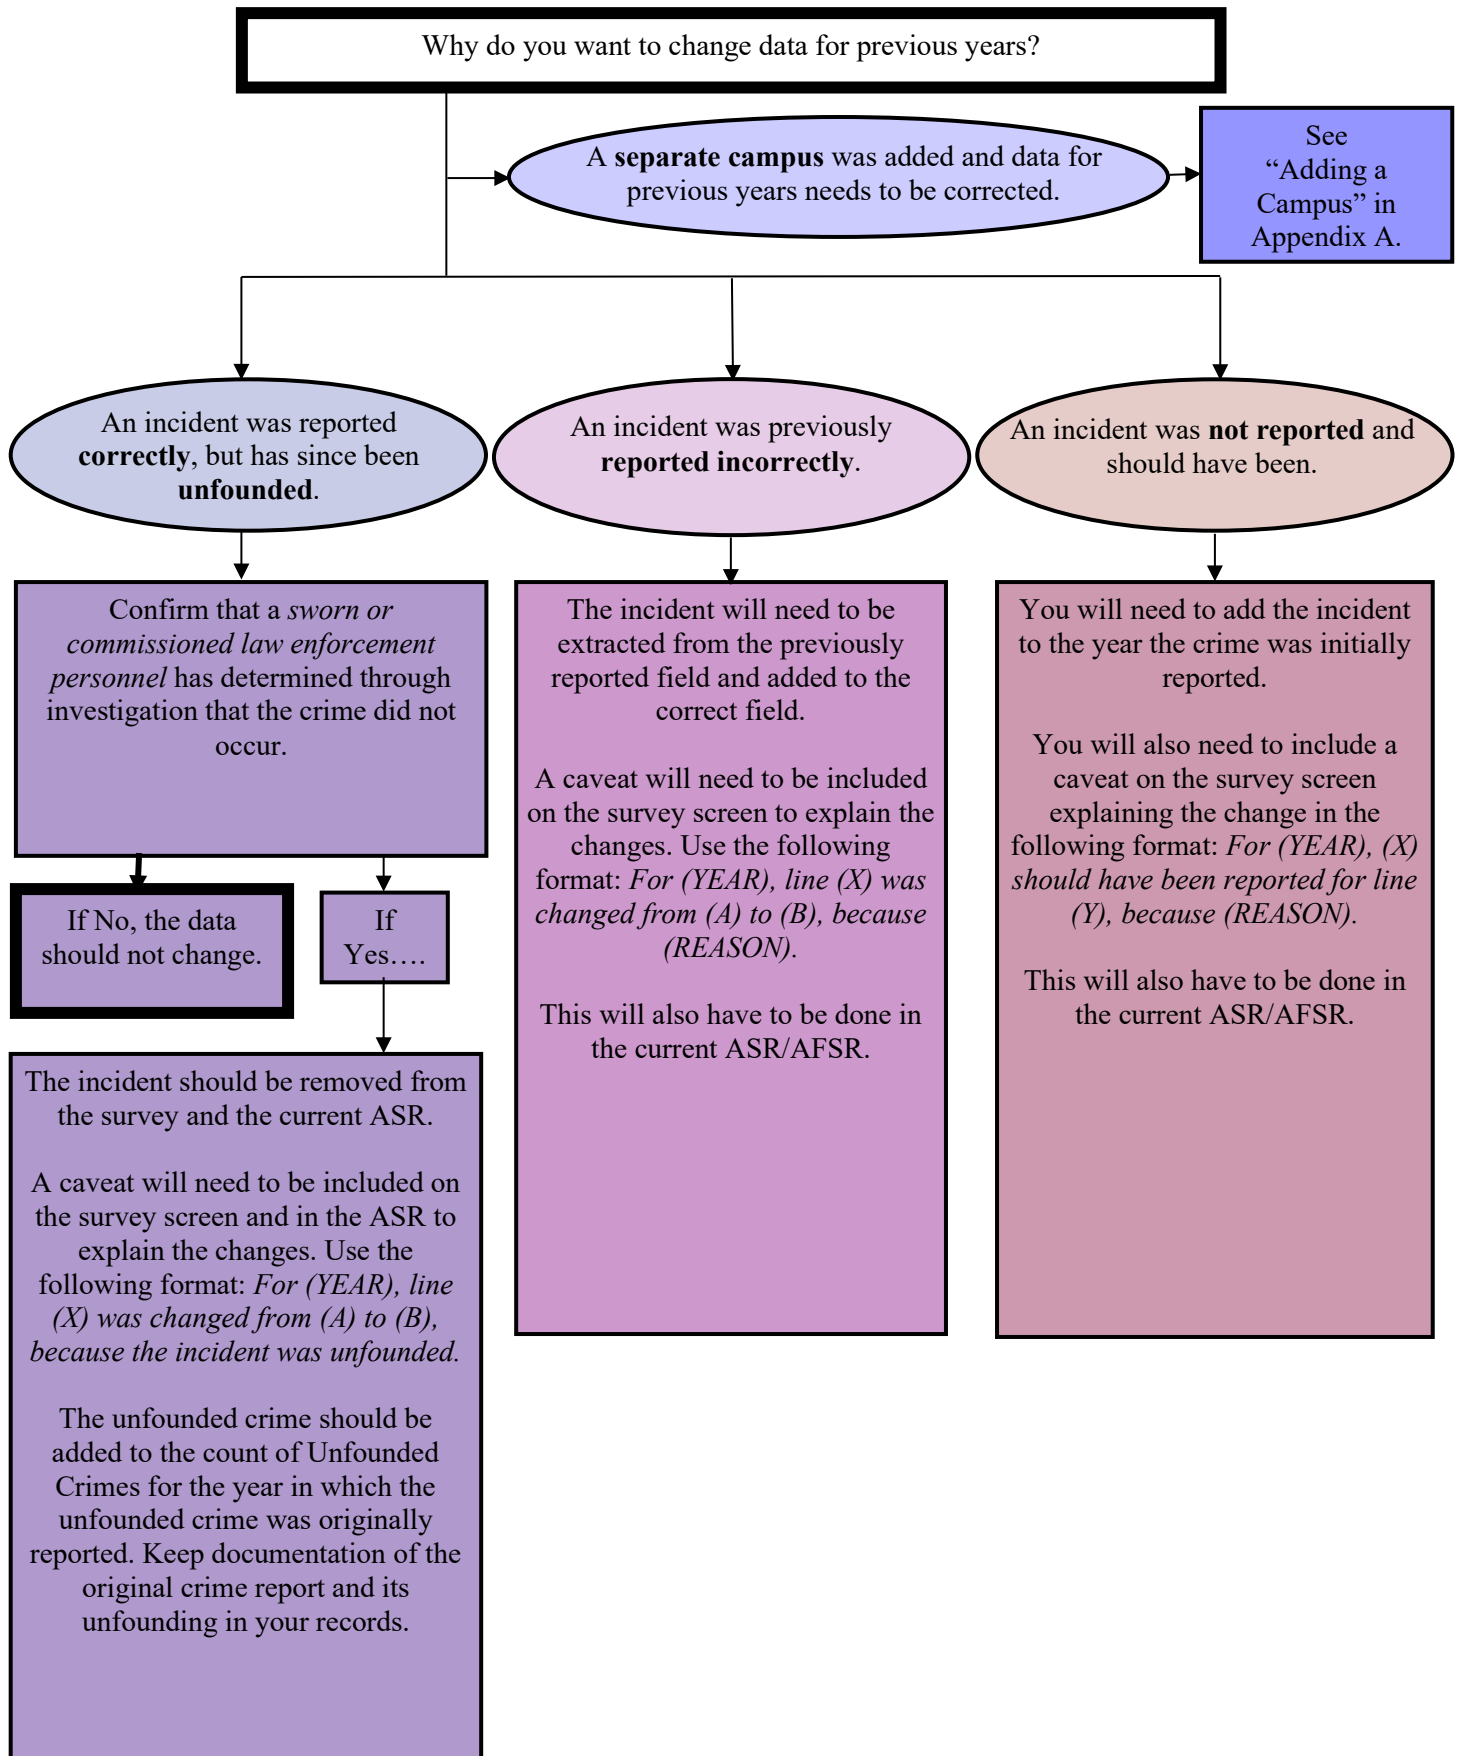 Why do you want to change data for previous years?
A separate campus was added and data for
previous years needs to be corrected.
See
“Adding a
Campus” in
Appendix A.
An incident was reported
correctly, but has since been
unfounded.
An incident was previously
reported incorrectly.
An incident was not reported and
should have been.
Confirm that a sworn or
commissioned law enforcement
personnel has determined through
investigation that the crime did not
occur.
If No, the data
should not change.
If
Yes….
The incident should be removed from
the survey and the current ASR.
A caveat will need to be included on
the survey screen and in the ASR to
explain the changes. Use the
following format: For (YEAR), line
(X) was changed from (A) to (B),
because the incident was unfounded.
The unfounded crime should be
added to the count of Unfounded
Crimes for the year in which the
unfounded crime was originally
reported. Keep documentation of the
original crime report and its
unfounding in your records.
The incident will need to be
extracted from the previously
reported field and added to the
correct field.
A caveat will need to be included
on the survey screen to explain the
changes. Use the following
format: For (YEAR), line (X) was
changed from (A) to (B), because
(REASON).
This will also have to be done in
the current ASR/AFSR.
You will need to add the incident
to the year the crime was initially
reported.
You will also need to include a
caveat on the survey screen
explaining the change in the
following format: For (YEAR), (X)
should have been reported for line
(Y), because (REASON).
This will also have to be done in
the current ASR/AFSR.